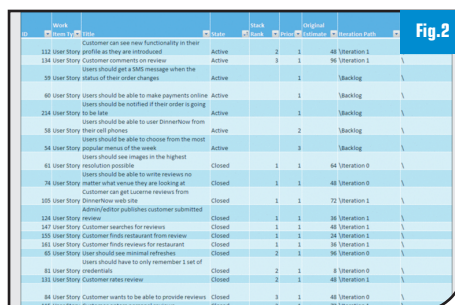 Fig.2
Work Stack Original
ID Item Ty Title State Rank Prior Estimate Iteration Path
Customer can see new functionality in their
112 User Story profile as they are introduced Active 2 1 48 \Iteration 1 \
134 User Story Customer comments on review Active 3 1 96 \Iteration 1 \
Users should get a SMS message when the
59 User Story status of their order changes Active 1 \Backlog \
60 User Story Users should be able to make payments online Active 1 \Backlog \
Users should be notified if their order is going
214 User Story to be late Active 1 \Backlog \
Users should be able to user DinnerNow from
58 User Story their cell phones Active 2 \Backlog \
Users should be able to choose from the most
54 User Story popular menus of the week Active 3 \Backlog \
Users should see images in the highest
61 User Story resolution possible Closed 1 1 64 \Iteration 0 \
Users should be able to write reviews no
74 User Story matter what venue they are looking at Closed 1 1 48 \Iteration 0 \
Customer can get lucerne reviews from
105 User Story DinnerNow web site Closed 1 1 72 \Iteration 1 \
Admin/editor publishes customer submitted
124 User Story review Closed 1 1 36 \Iteration 1 \
147 User Story Customer searches for reviews Closed 1 1 48 \Iteration 1 \
155 User Story Customer finds restaurant from review Closed 1 1 24 \Iteration 1 \
161 User Story Customer finds reviews for restaurant Closed 1 1 36 \Iteration 1 \
65 User Story User should see minimal refreshes Closed 2 1 96 \Iteration 0 \
Users should have to only remember 1 set of
81 User Story credentials Closed 2 1 8 \Iteration 0 \
131 User Story Customer rates review Closed 2 1 48 \Iteration 1 \
84 User Story Customer wants to be able to provide reviews Closed 3 1 48 \Iteration 0 \